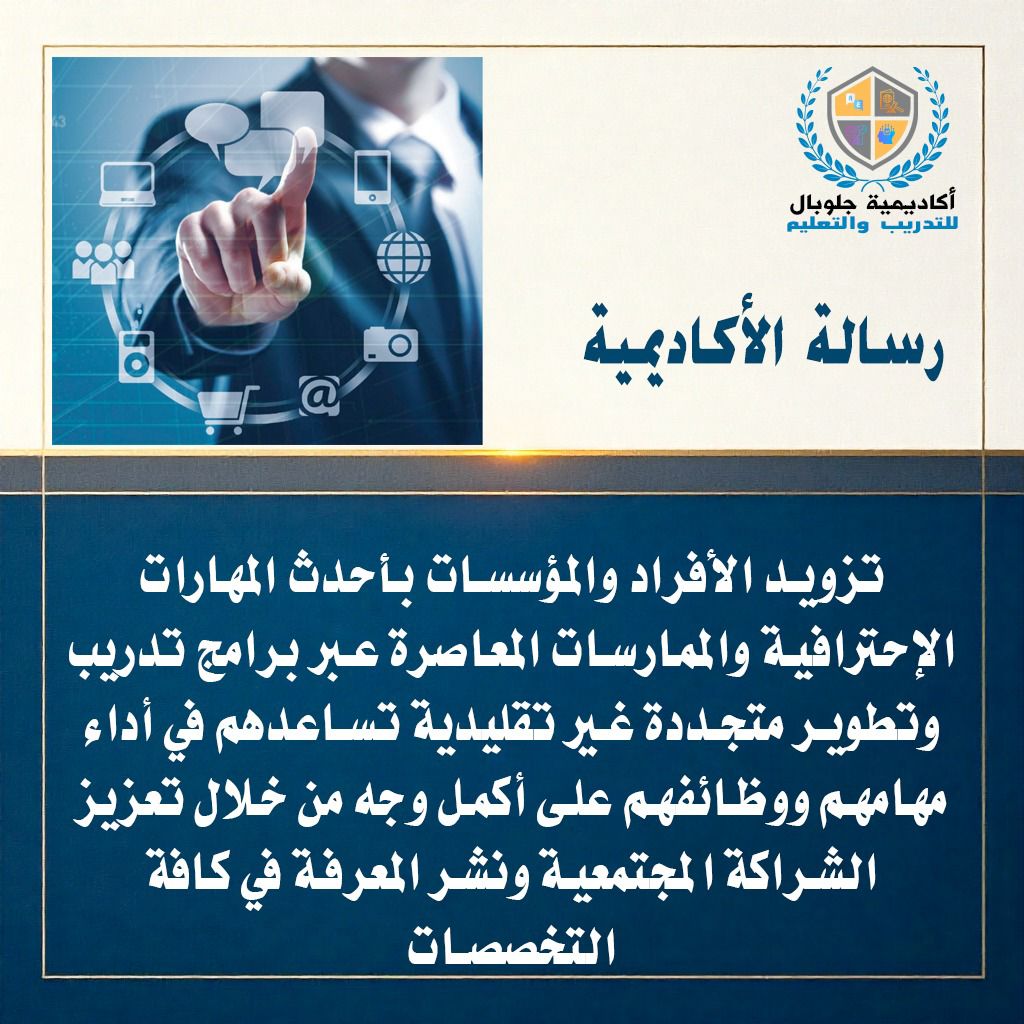 أكاديمية جلوبال
للتدريب والتعليم
رسالة الأكاديمية
تزويد الأفراد والمؤسسات بأحدث المهارات
الإحترافية والممارسات المعاصرة عبر برامج تدريب
وتطوير متجددة غير تقليدية تساعدهم في أداء
مهامهم ووظائفهم على أكمل وجه من خلال تعزيز
الشراكة المجتمعية ونشر المعرفة في كافة
التخصصات